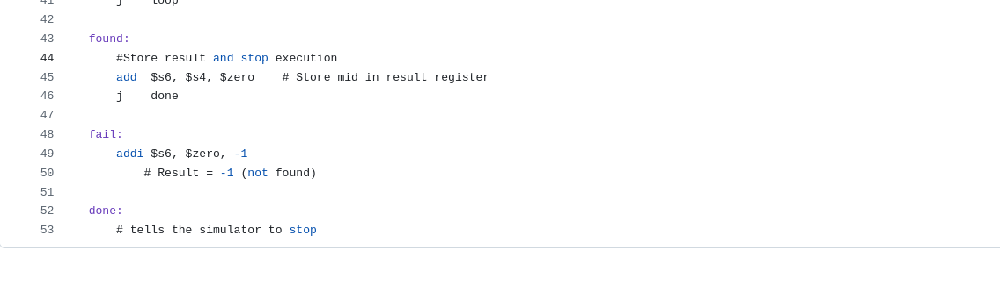 41 j loop
42
43 found:
44 #Store result and stop execution
45 add $s6, $s4, $zero # Store mid in result register
46 j done
47
48 fail:
49 addi $s6, $zero, -1
50 # Result = -1 (not found)
51
52 done:
53 # tells the simulator to stop